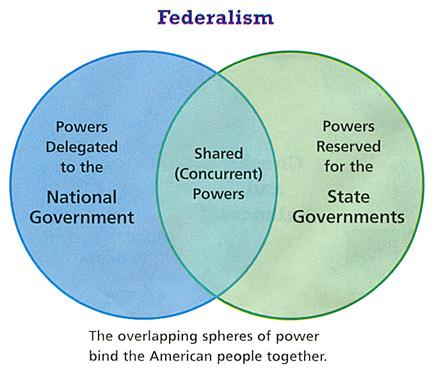 Federalism
Powers
Delegated
to the
National
Government
Shared
(Concurrent)
Powers
Powers
Reserved
for the
State
Governments
The overlapping spheres of power
bind the American people together.